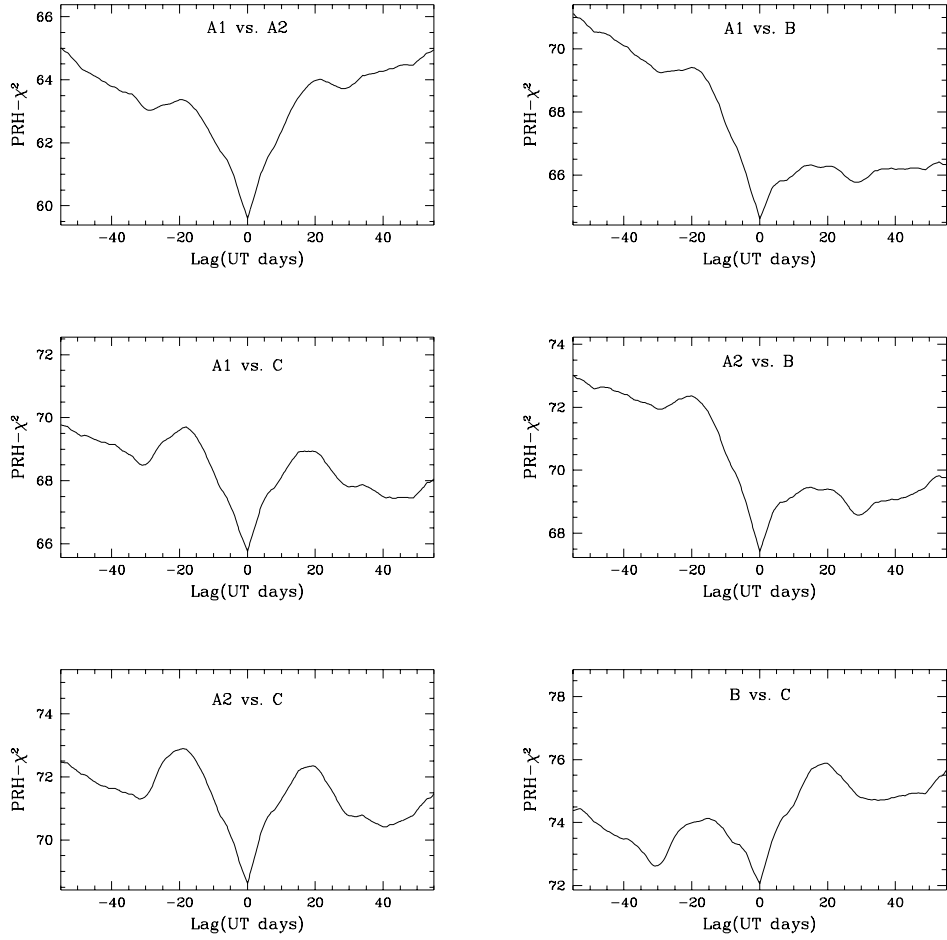 A1 vs. A2
PRH-χ²
66
64
62
60
-40 -20 0 20 40
Lag(UT days)
A1 vs. B
PRH-χ²
70
68
66
-40 -20 0 20 40
Lag(UT days)
A1 vs. C
PRH-χ²
72
70
68
66
-40 -20 0 20 40
Lag(UT days)
A2 vs. B
PRH-χ²
74
72
70
68
-40 -20 0 20 40
Lag(UT days)
A2 vs. C
PRH-χ²
74
72
70
-40 -20 0 20 40
Lag(UT days)
B vs. C
PRH-χ²
78
76
74
72
-40 -20 0 20 40
Lag(UT days)